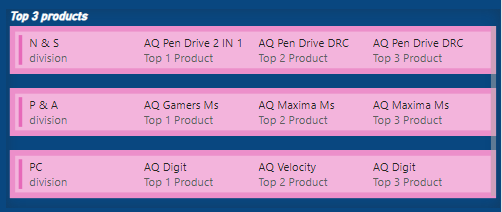 Top 3 products
N & S AQ Pen Drive 2 IN 1 AQ Pen Drive DRC AQ Pen Drive DRC
division Top 1 Product Top 2 Product Top 3 Product
P & A AQ Gamers Ms AQ Maxima Ms AQ Maxima Ms
division Top 1 Product Top 2 Product Top 3 Product
PC AQ Digit AQ Velocity AQ Digit
division Top 1 Product Top 2 Product Top 3 Product